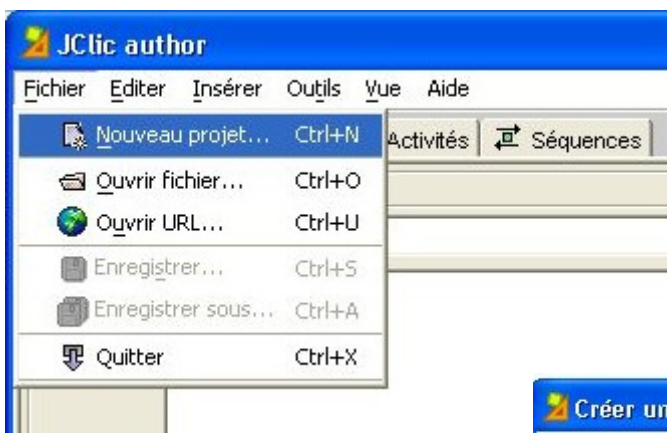 JClic author
Fichier Editer Insérer Outils Vue Aide
Nouveau projet... Ctrl+N
Activités Séquences
Ouvrir fichier... Ctrl+O
Ouvrir URL... Ctrl+U
Enregistrer... Ctrl+S
Enregistrer sous... Ctrl+A
Quitter Ctrl+X
Créer un